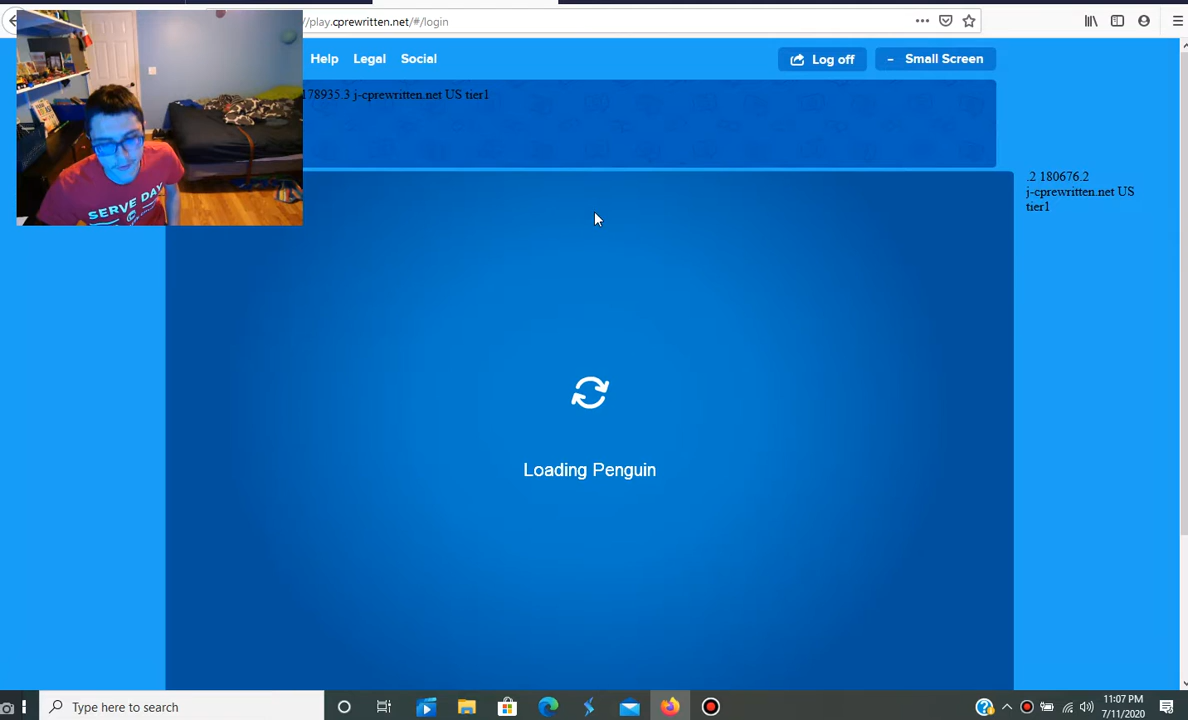 /play.cprewritten.net/#/login
Help Legal Social Log off – Small Screen
178935.3 j-cprewritten.net US tier1
.2 180676.2
j-cprewritten.net US
tier1
SERVE DAY
Loading Penguin
Type here to search
11:07 PM
7/11/2020